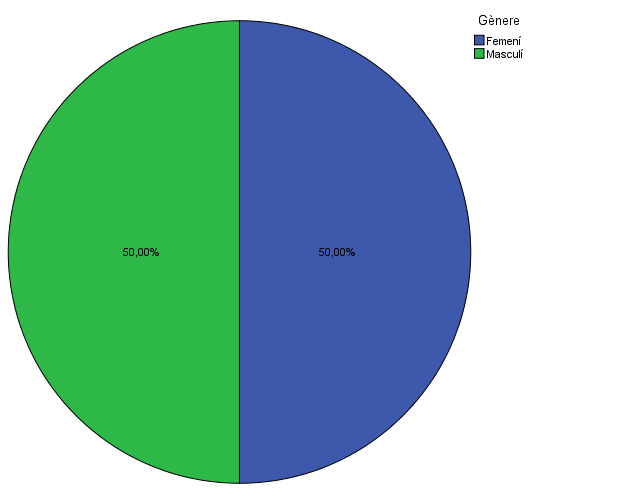 Gènere
Femení
Masculí
50,00%
50,00%